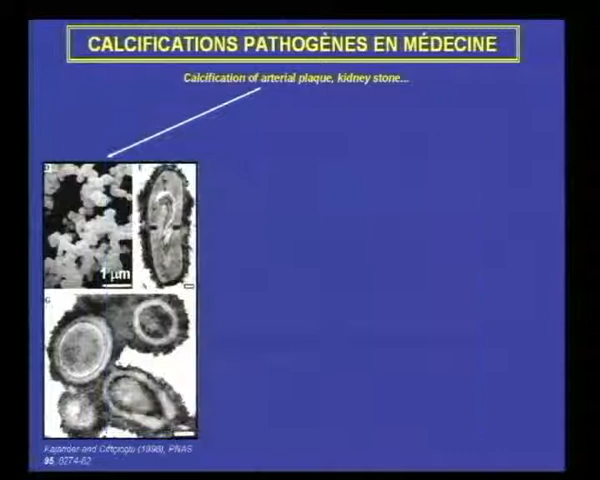 CALCIFICATIONS PATHOGÈNES EN MÉDECINE
Calcification of arterial plaque, kidney stone...
1 μm
G
Kajander and Ciftçioglu (1998), PNAS
95, 8274-82